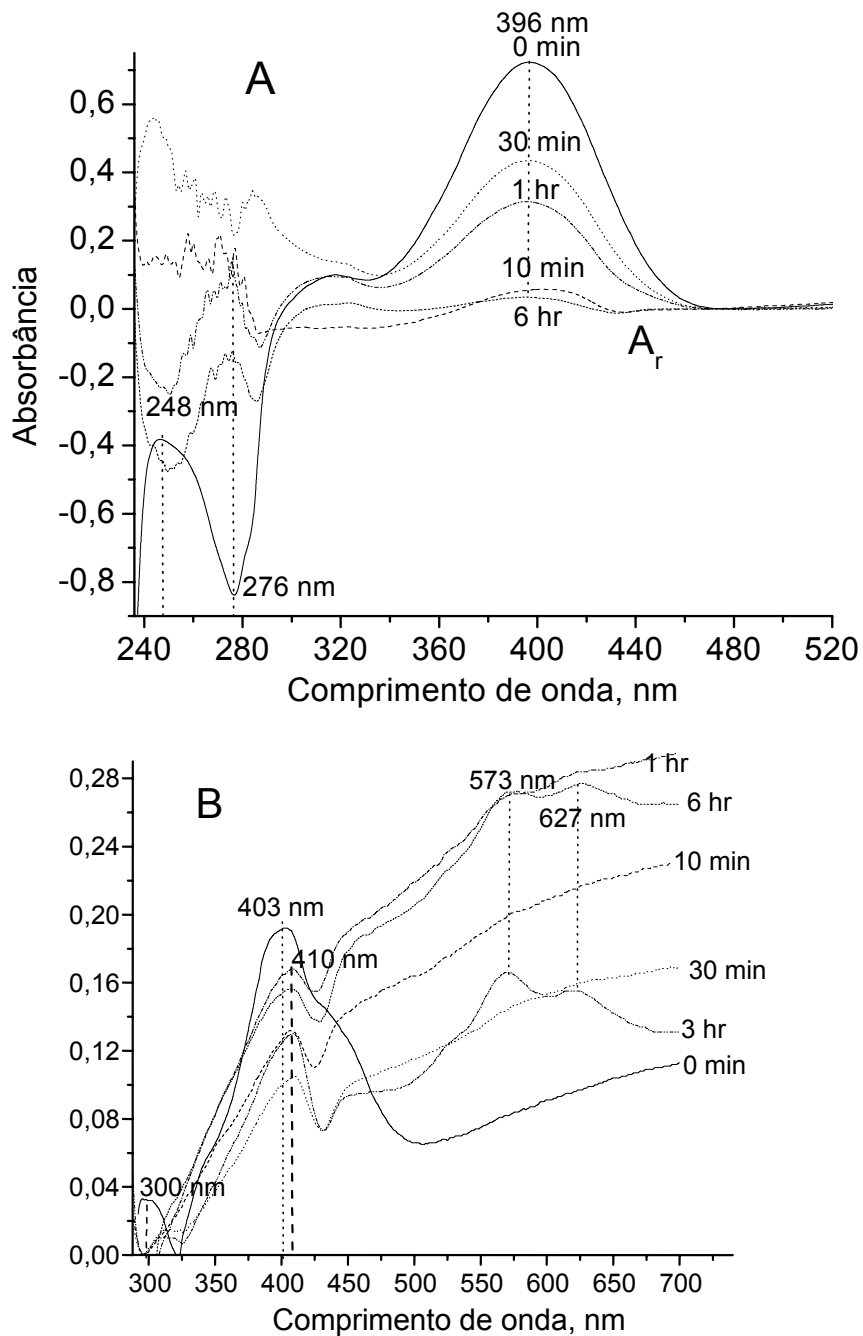 396 nm
0 min
A
0,6
30 min
0,4
1 hr
0,2
10 min
0,0
6 hr
A_r
-0,2
248 nm
-0,4
-0,6
276 nm
-0,8
Absorbância
240 280 320 360 400 440 480 520
Comprimento de onda, nm
0,28
573 nm
1 hr
B
6 hr
0,24
627 nm
10 min
403 nm
0,20
410 nm
0,16
30 min
3 hr
0,12
0 min
0,08
0,04
300 nm
0,00
300 350 400 450 500 550 600 650 700
Comprimento de onda, nm